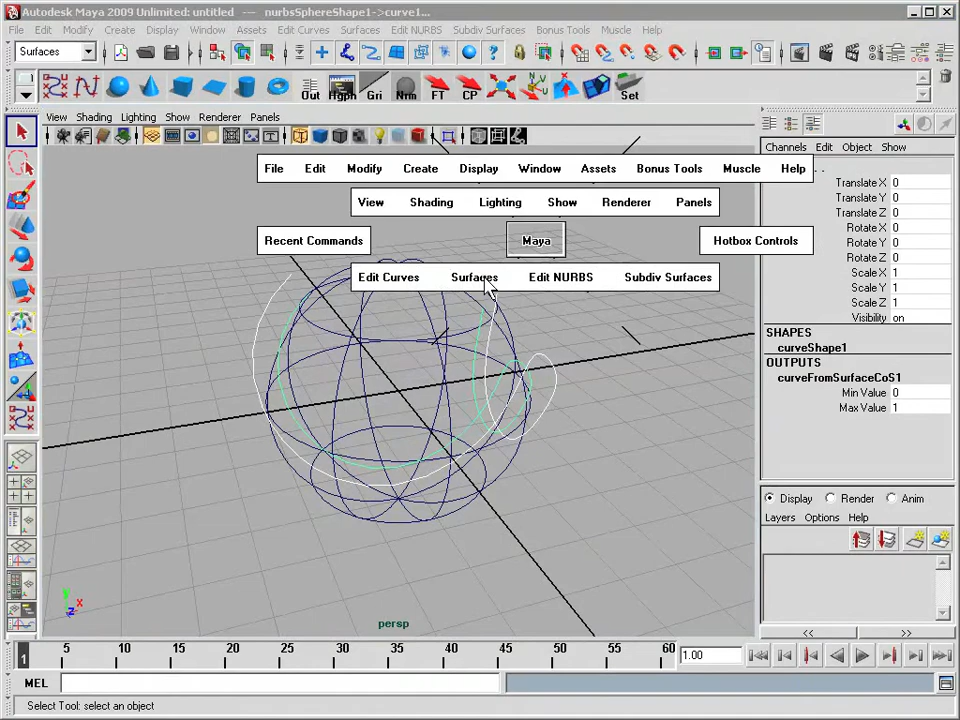 Autodesk Maya 2009 Unlimited: untitled --- nurbsSphereShape1->curve1...
File Edit Modify Create Display Window Assets Edit Curves Surfaces Edit NURBS Subdiv Surfaces Bonus Tools Muscle Help
Surfaces
Out Hgph Gri Nrm FT CP Set
View Shading Lighting Show Renderer Panels
Channels Edit Object Show
File Edit Modify Create Display Window Assets Bonus Tools Muscle Help
View Shading Lighting Show Renderer Panels
Recent Commands Maya Hotbox Controls
Edit Curves Surfaces Edit NURBS Subdiv Surfaces
Translate X 0
Translate Y 0
Translate Z 0
Rotate X 0
Rotate Y 0
Rotate Z 0
Scale X 1
Scale Y 1
Scale Z 1
Visibility on
SHAPES
curveShape1
OUTPUTS
curveFromSurfaceCoS1
Min Value 0
Max Value 1
Display Render Anim
Layers Options Help
y x z
persp
<< >>
1 5 10 15 20 25 30 35 40 45 50 55 60 1.00
MEL
Select Tool: select an object